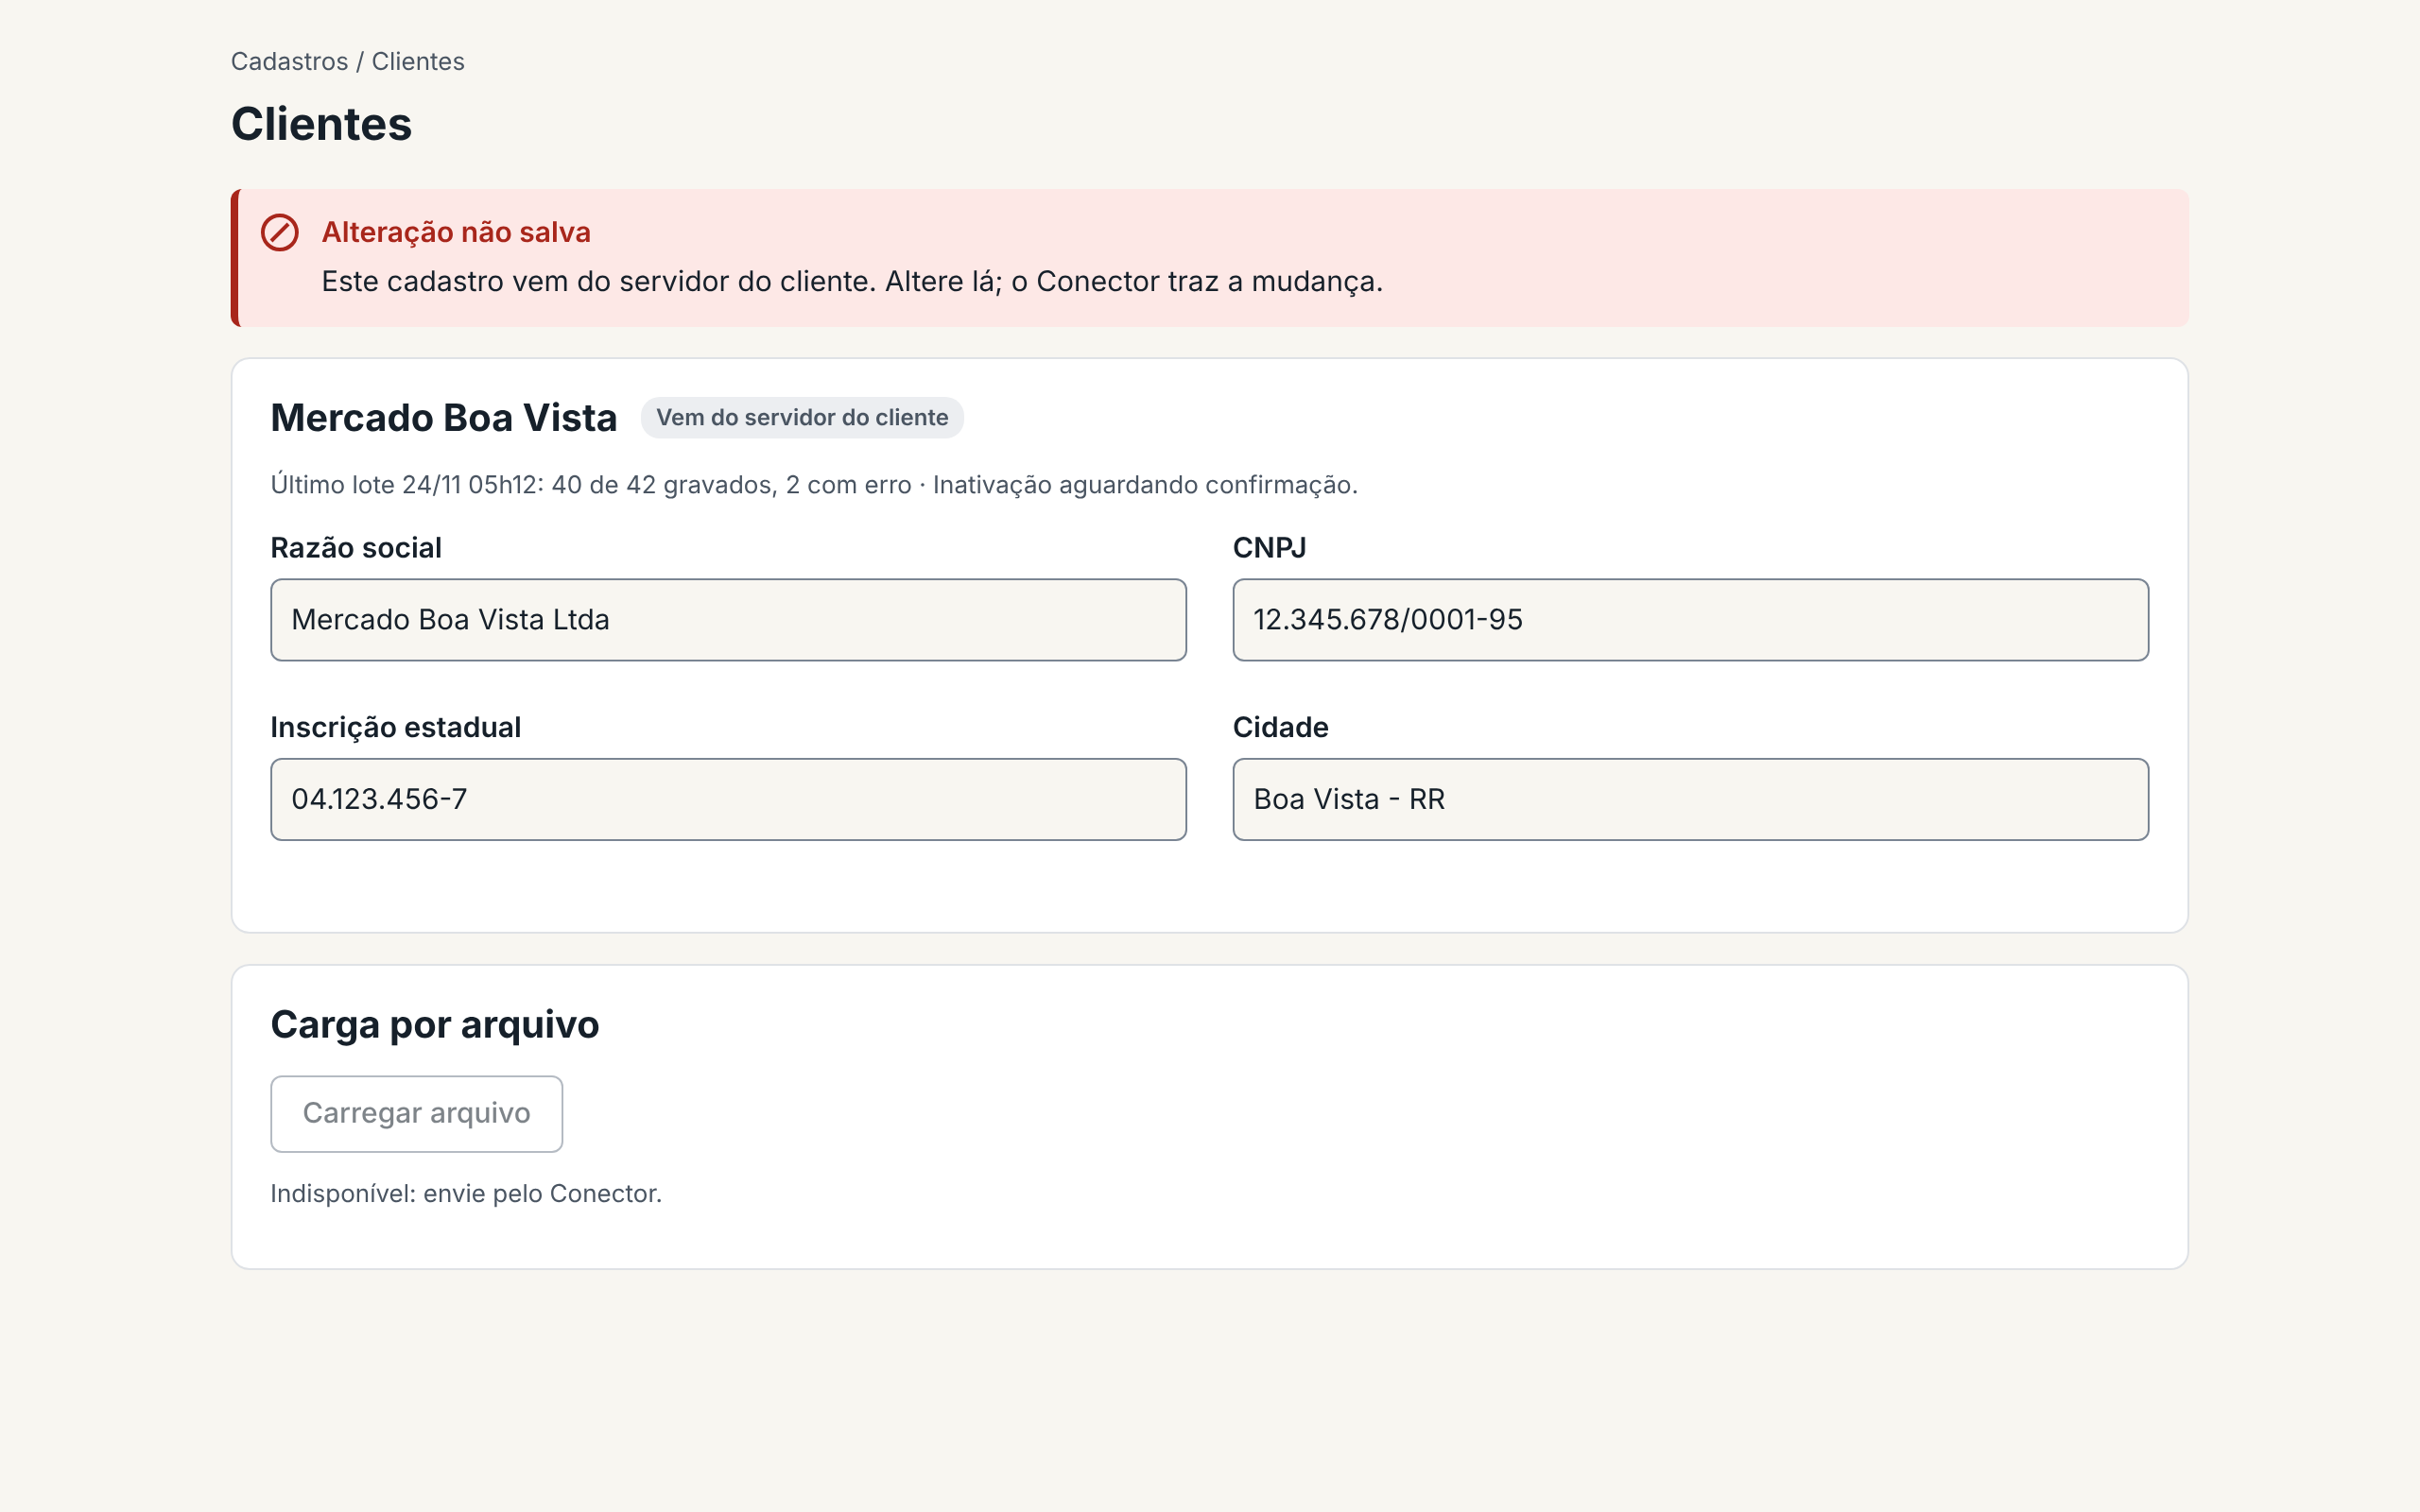 Cadastros / Clientes
Clientes
Alteração não salva
Este cadastro vem do servidor do cliente. Altere lá; o Conector traz a mudança.
Mercado Boa Vista
Vem do servidor do cliente
Último lote 24/11 05h12: 40 de 42 gravados, 2 com erro · Inativação aguardando confirmação.
Razão social
Mercado Boa Vista Ltda
CNPJ
12.345.678/0001-95
Inscrição estadual
04.123.456-7
Cidade
Boa Vista - RR
Carga por arquivo
Carregar arquivo
Indisponível: envie pelo Conector.